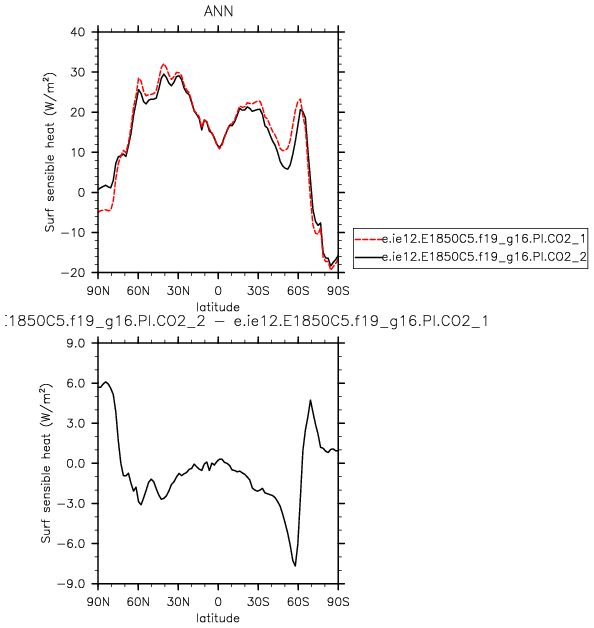 ANN
Surf sensible heat (W/m²)
40
30
20
10
0
−10
−20
90N 60N 30N 0 30S 60S 90S
latitude
e.ie12.E1850C5.f19_g16.PI.CO2_1
e.ie12.E1850C5.f19_g16.PI.CO2_2
:1850C5.f19_g16.PI.CO2_2 − e.ie12.E1850C5.f19_g16.PI.CO2_1
Surf sensible heat (W/m²)
9.0
6.0
3.0
0.0
−3.0
−6.0
−9.0
90N 60N 30N 0 30S 60S 90S
latitude